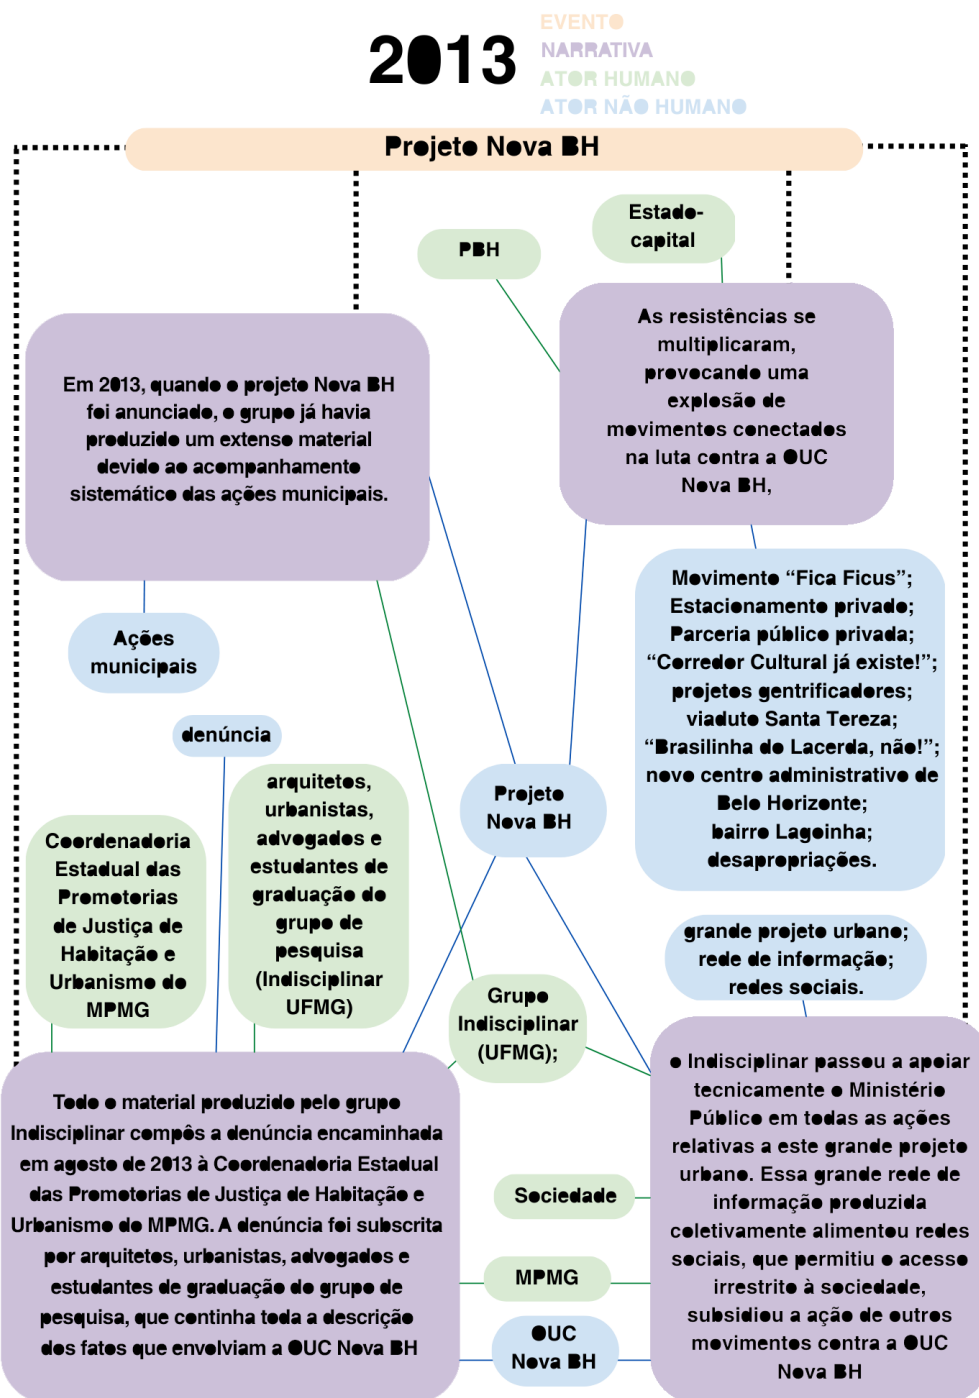 2013
EVENTO
NARRATIVA
ATOR HUMANO
ATOR NÃO HUMANO
Projeto Nova BH
Estado-
capital
PBH
As resistências se
multiplicaram,
provocando uma
explosão de
movimentos conectados
na luta contra a OUC
Nova BH,
Em 2013, quando o projeto Nova BH
foi anunciado, o grupo já havia
produzido um extenso material
devido ao acompanhamento
sistemático das ações municipais.
Movimento “Fica Ficus”;
Estacionamento privado;
Parceria público privada;
“Corredor Cultural já existe!”;
projetos gentrificadores;
viaduto Santa Tereza;
“Brasilinha do Lacerda, não!”;
novo centro administrativo de
Belo Horizonte;
bairro Lagoinha;
desapropriações.
Ações
municipais
denúncia
arquitetos,
urbanistas,
advogados e
estudantes de
graduação do
grupo de
pesquisa
(Indisciplinar
UFMG)
Projeto
Nova BH
Coordenadoria
Estadual das
Promotorias
de Justiça de
Habitação e
Urbanismo do
MPMG
grande projeto urbano;
rede de informação;
redes sociais.
Grupo
Indisciplinar
(UFMG);
Todo o material produzido pelo grupo
Indisciplinar compôs a denúncia encaminhada
em agosto de 2013 à Coordenadoria Estadual
das Promotorias de Justiça de Habitação e
Urbanismo do MPMG. A denúncia foi subscrita
por arquitetos, urbanistas, advogados e
estudantes de graduação do grupo de
pesquisa, que continha toda a descrição
dos fatos que envolviam a OUC Nova BH
o Indisciplinar passou a apoiar
tecnicamente o Ministério
Público em todas as ações
relativas a este grande projeto
urbano. Essa grande rede de
informação produzida
coletivamente alimentou redes
sociais, que permitiu o acesso
irrestrito à sociedade,
subsidiou a ação de outros
movimentos contra a OUC
Nova BH
Sociedade
MPMG
OUC
Nova BH